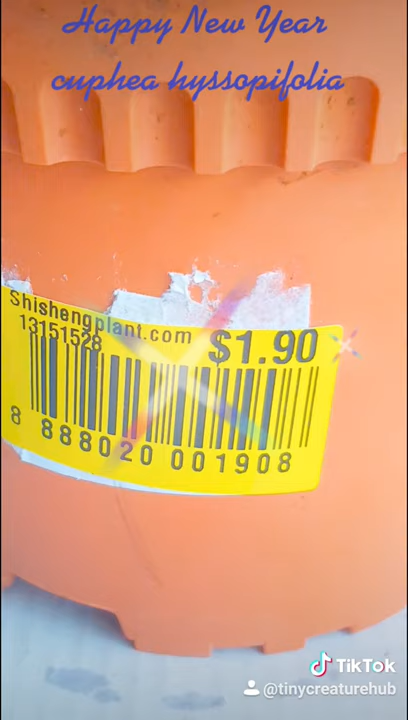 Happy New Year
cuphea hyssopifolia
Shishengplant.com
13151528
$1.90
8 888020 001908
TikTok
@tinycreaturehub